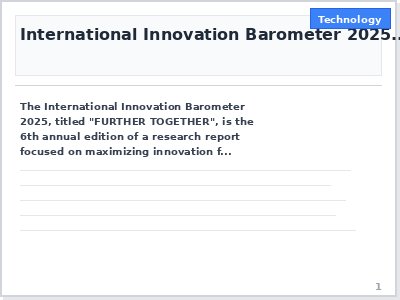 Technology
International Innovation Barometer 2025...
The International Innovation Barometer
2025, titled "FURTHER TOGETHER", is the
6th annual edition of a research report
focused on maximizing innovation f...
1